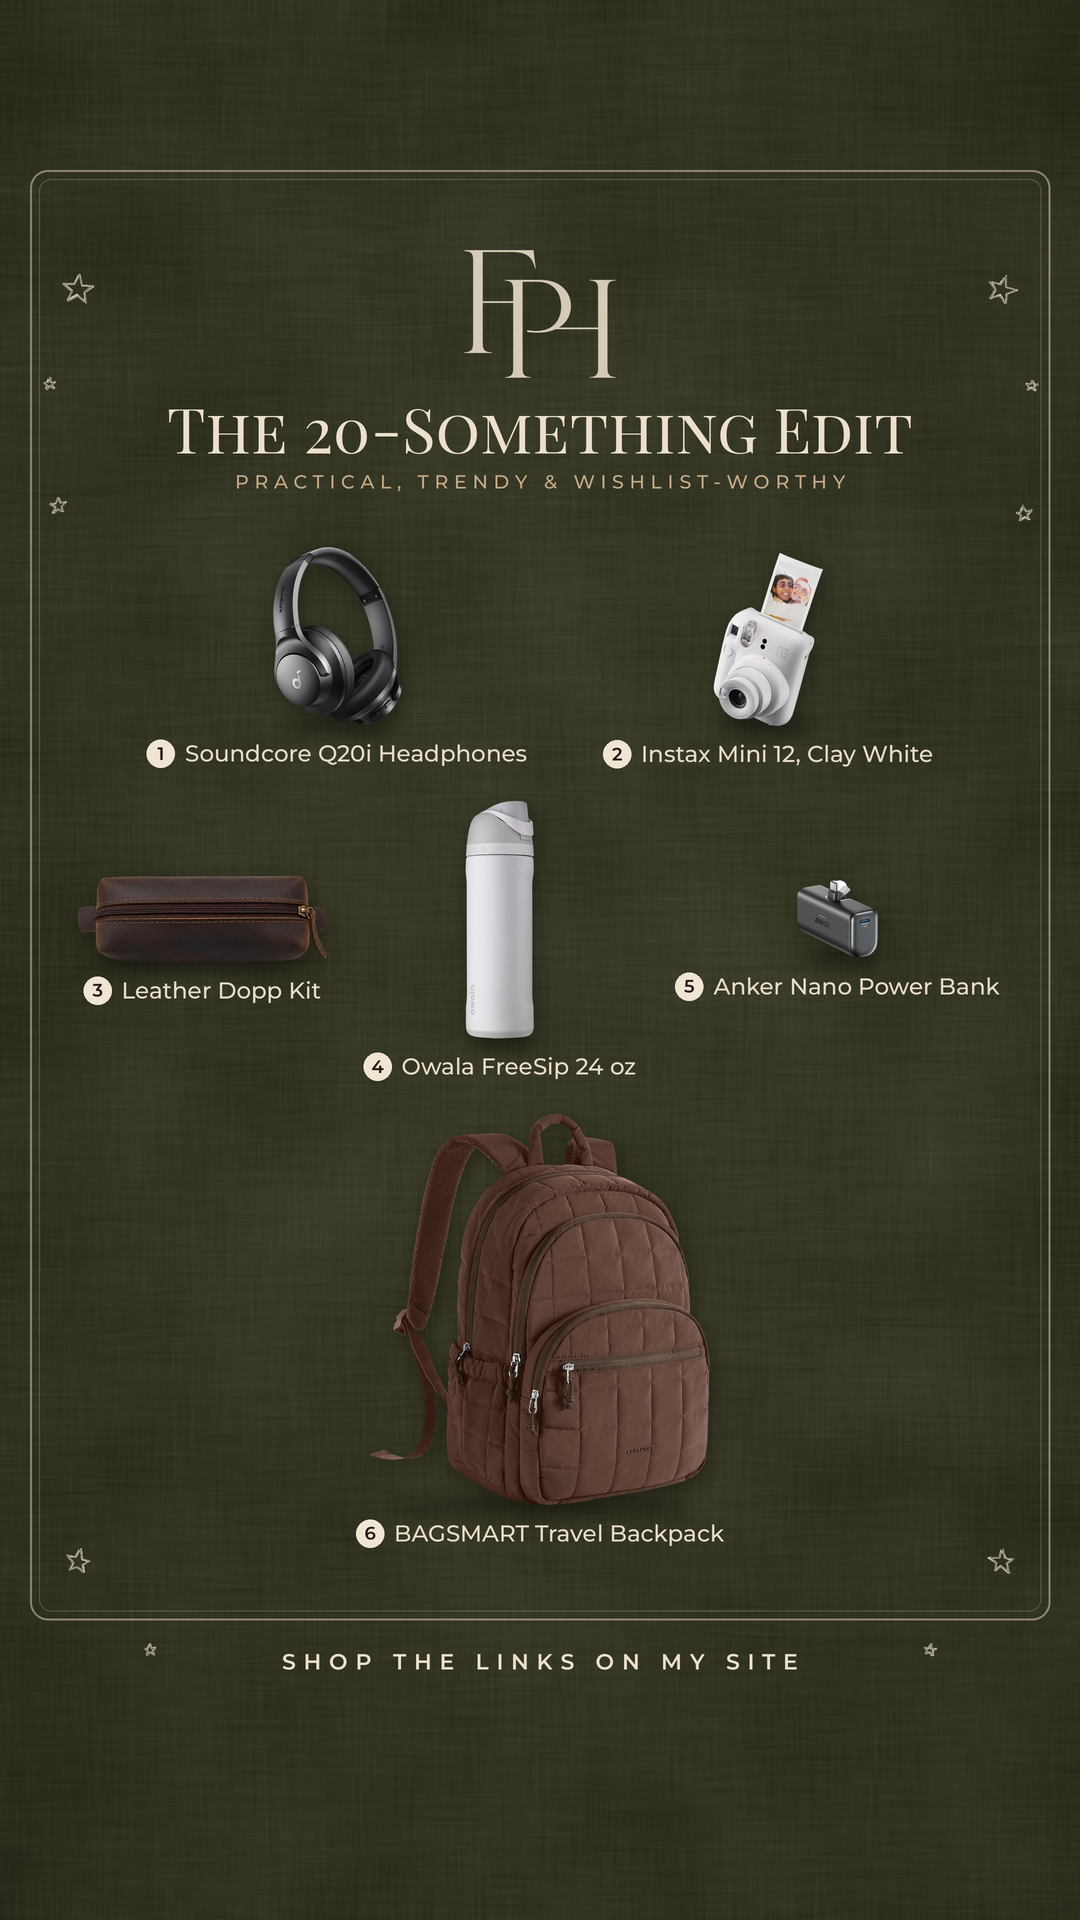 FPH
THE 20-SOMETHING EDIT
PRACTICAL, TRENDY & WISHLIST-WORTHY
1 Soundcore Q20i Headphones
2 Instax Mini 12, Clay White
3 Leather Dopp Kit
owala
4 Owala FreeSip 24 oz
ANKER
5 Anker Nano Power Bank
6 BAGSMART Travel Backpack
SHOP THE LINKS ON MY SITE